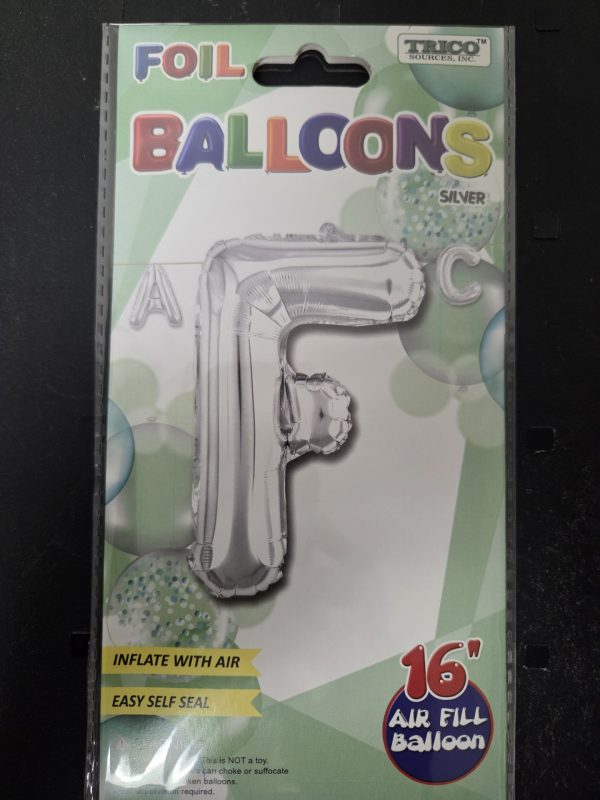 FOIL
TRICO™
SOURCES, INC.
BALLOONS
SILVER
A
C
F
INFLATE WITH AIR
EASY SELF SEAL
16"
AIR FILL
Balloon
This is NOT a toy.
can choke or suffocate
balloons.
supervision required.